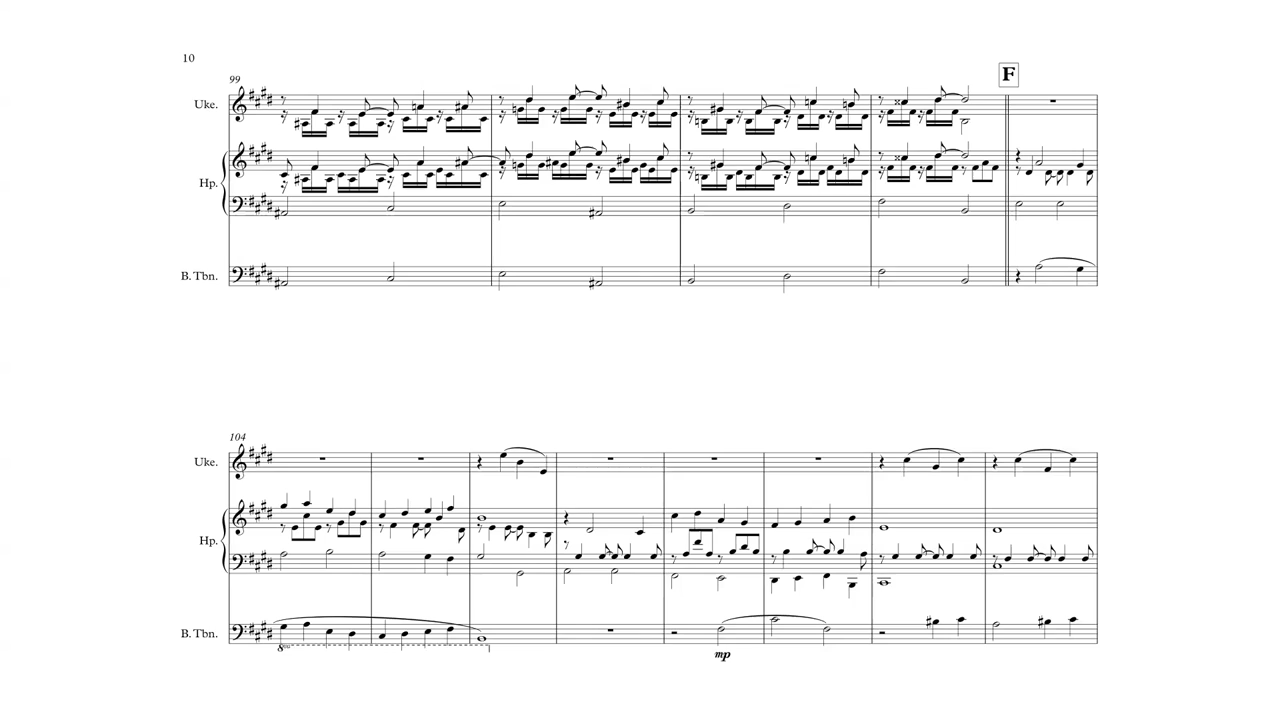 10
99
F
Uke.
Hp.
B. Tbn.
104
Uke.
Hp.
B. Tbn.
8va
mp